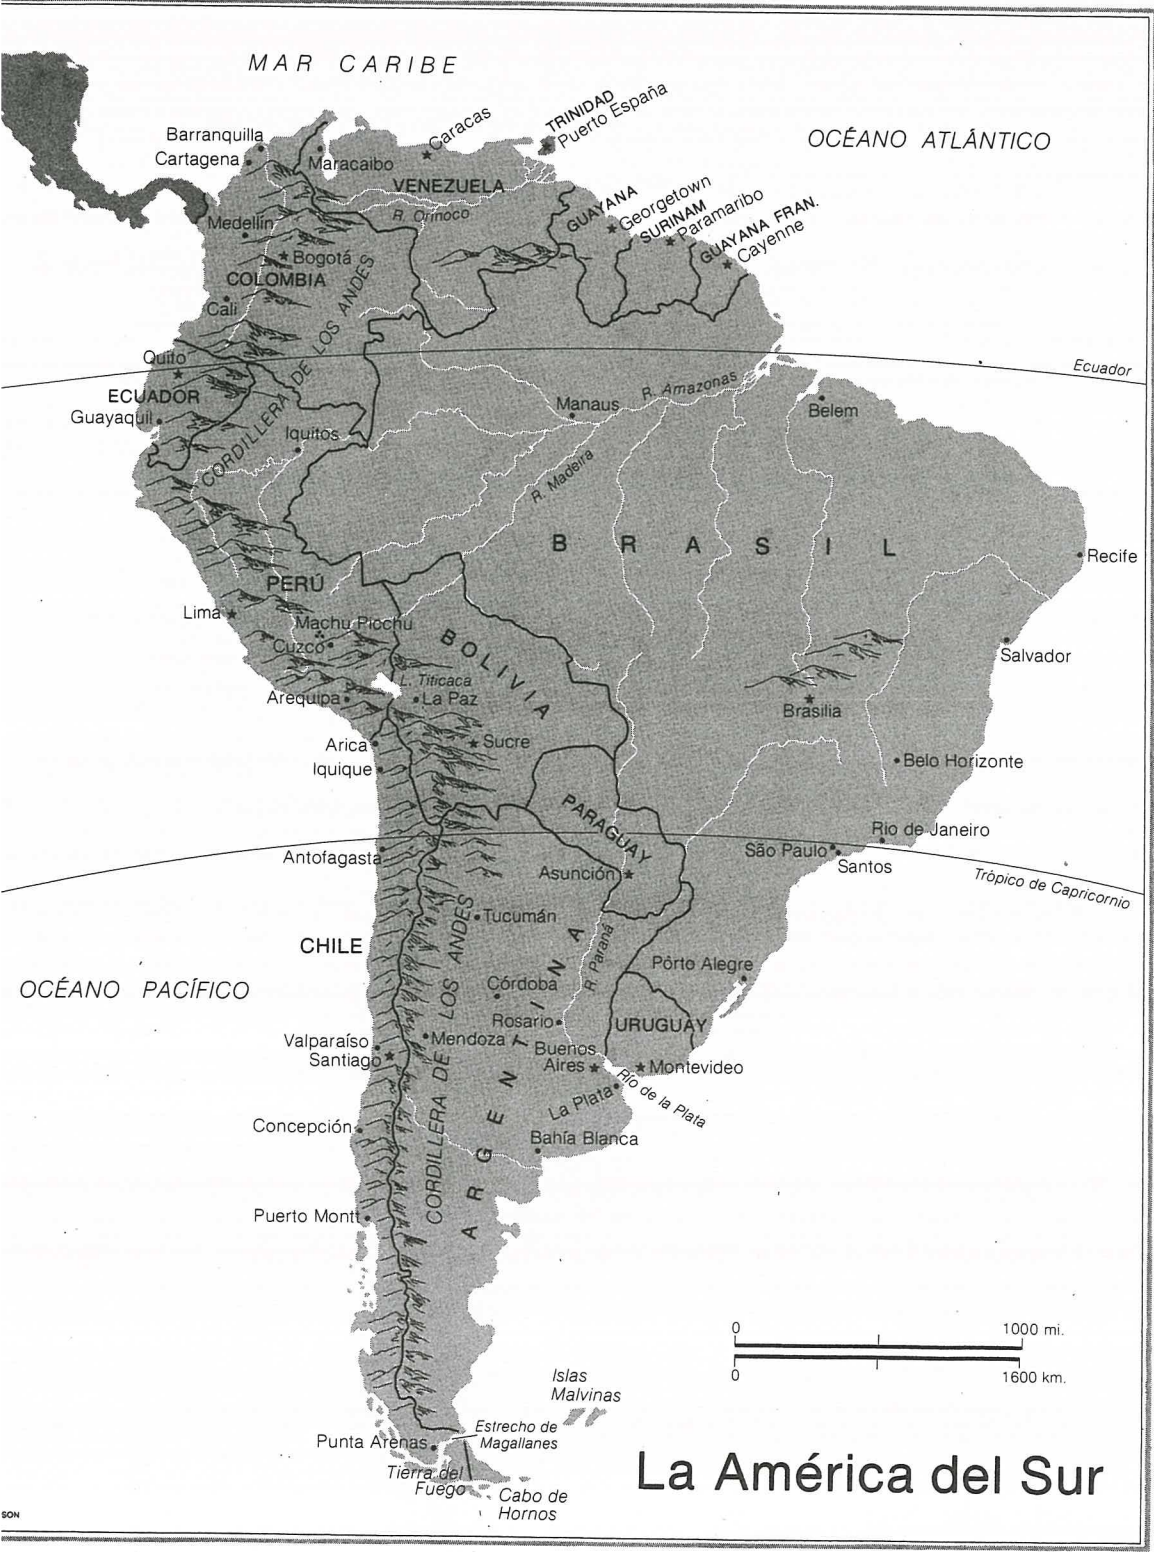 MAR CARIBE
OCÉANO ATLÁNTICO
TRINIDAD
Puerto España
Caracas
Barranquilla
Cartagena
Maracaibo
VENEZUELA
R. Orinoco
GUAYANA
Georgetown
SURINAM
Paramaribo
GUAYANA FRAN.
Cayenne
Medellín
Bogotá
COLOMBIA
Cali
CORDILLERA DE LOS ANDES
Quito
ECUADOR
Guayaquil
Iquitos
Ecuador
R. Amazonas
Manaus
Belem
R. Madeira
BRASIL
Recife
PERÚ
Lima
Machu Picchu
Cuzco
BOLIVIA
L. Titicaca
La Paz
Arequipa
Salvador
Brasilia
Arica
Sucre
Iquique
Belo Horizonte
PARAGUAY
Rio de Janeiro
São Paulo
Santos
Antofagasta
Asunción
Trópico de Capricornio
Tucumán
CHILE
OCÉANO PACÍFICO
R. Paraná
Pôrto Alegre
Córdoba
Rosario
URUGUAY
Mendoza
Valparaíso
Santiago
Buenos
Aires
Montevideo
Río de la Plata
La Plata
CORDILLERA DE LOS ANDES
ARGENTINA
Concepción
Bahía Blanca
Puerto Montt
0 1000 mi.
0 1600 km.
Islas
Malvinas
Estrecho de
Magallanes
Punta Arenas
Tierra del
Fuego
Cabo de
Hornos
La América del Sur
SON